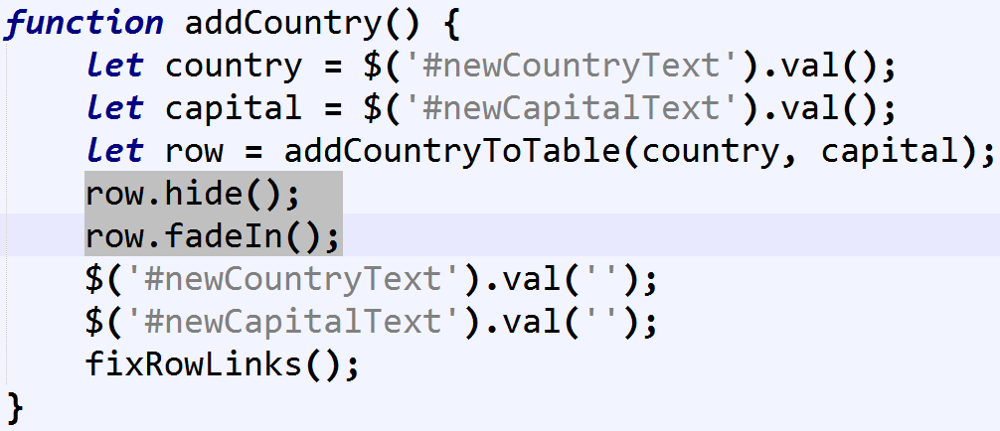 function addCountry() {
    let country = $('#newCountryText').val();
    let capital = $('#newCapitalText').val();
    let row = addCountryToTable(country, capital);
    row.hide();
    row.fadeIn();
    $('#newCountryText').val('');
    $('#newCapitalText').val('');
    fixRowLinks();
}